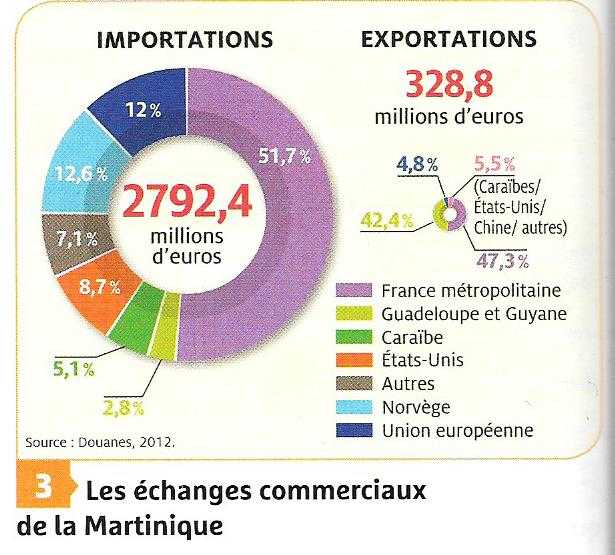 IMPORTATIONS
12 %
51,7 %
12,6 %
2792,4
millions
d'euros
7,1 %
8,7 %
5,1 %
2,8 %
EXPORTATIONS
328,8
millions d'euros
4,8 %
5,5 %
(Caraïbes/
États-Unis/
Chine/ autres)
42,4 %
47,3 %
France métropolitaine
Guadeloupe et Guyane
Caraïbe
États-Unis
Autres
Norvège
Union européenne
Source : Douanes, 2012.
3 Les échanges commerciaux
de la Martinique